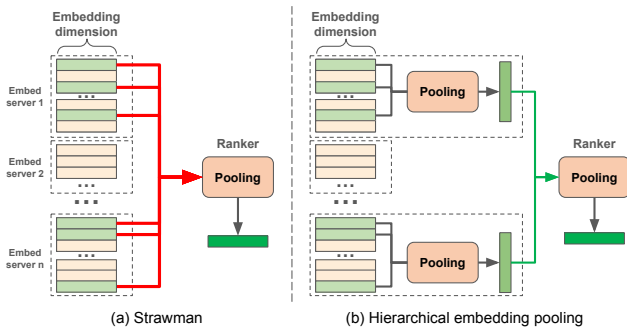 Embedding
dimension
Embed
server 1
...
Embed
server 2
...
...
Embed
server n
...
Ranker
Pooling
(a) Strawman
Embedding
dimension
...
Pooling
...
...
...
Pooling
Ranker
Pooling
(b) Hierarchical embedding pooling